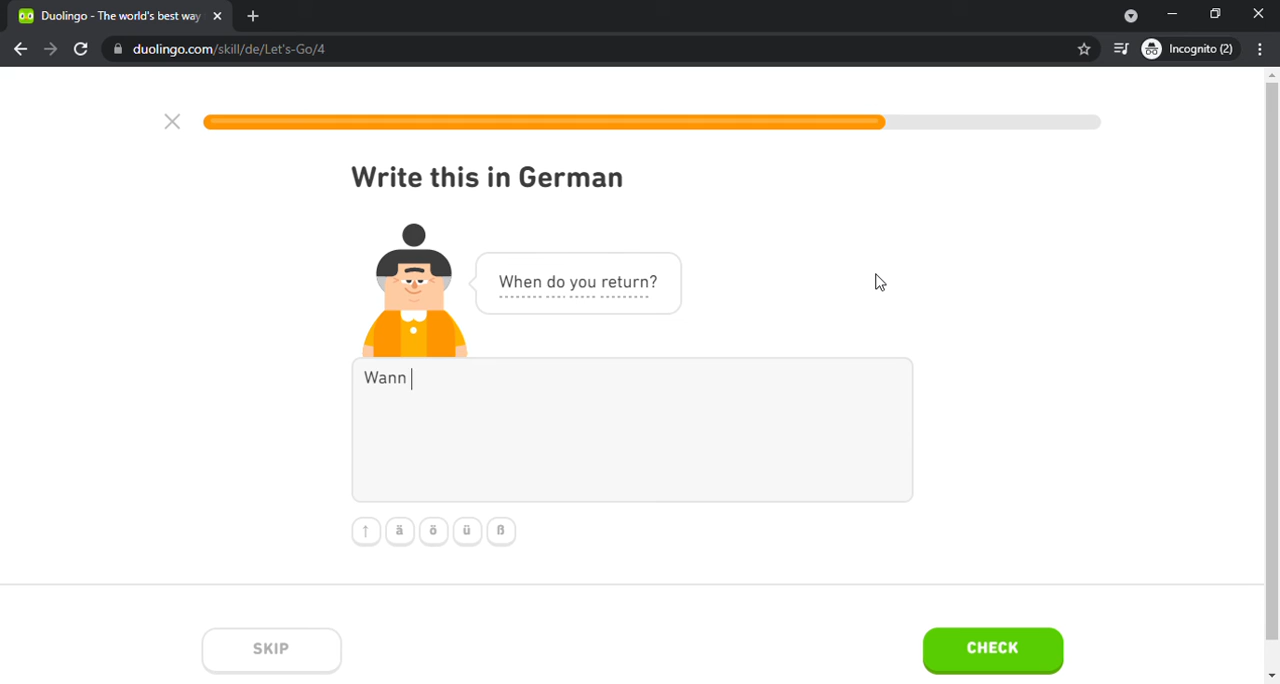 Duolingo - The world's best way
duolingo.com/skill/de/Let's-Go/4
Incognito (2)
Write this in German
When do you return?
Wann
↑ ä ö ü ß
SKIP
CHECK